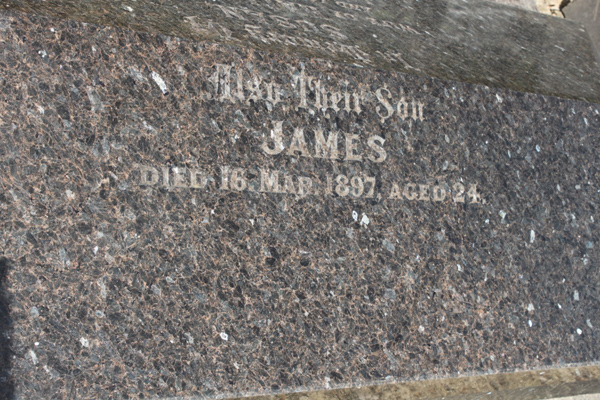 Also Their Son
JAMES
DIED 16. MAR. 1897, AGED 24.